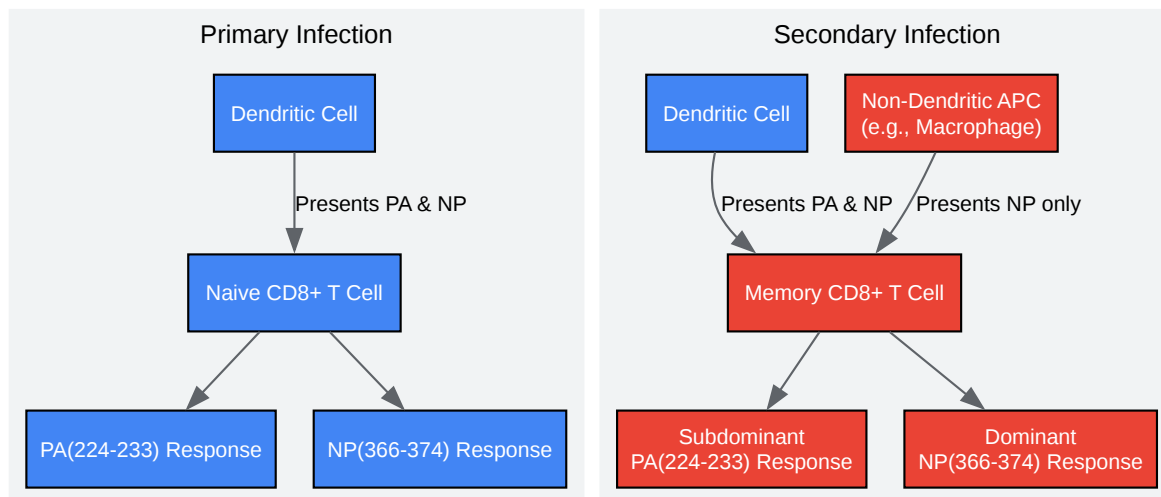 Primary Infection
Dendritic Cell
Presents PA & NP
Naive CD8+ T Cell
PA(224-233) Response
NP(366-374) Response
Secondary Infection
Dendritic Cell
Non-Dendritic APC
(e.g., Macrophage)
Presents PA & NP
Presents NP only
Memory CD8+ T Cell
Subdominant
PA(224-233) Response
Dominant
NP(366-374) Response